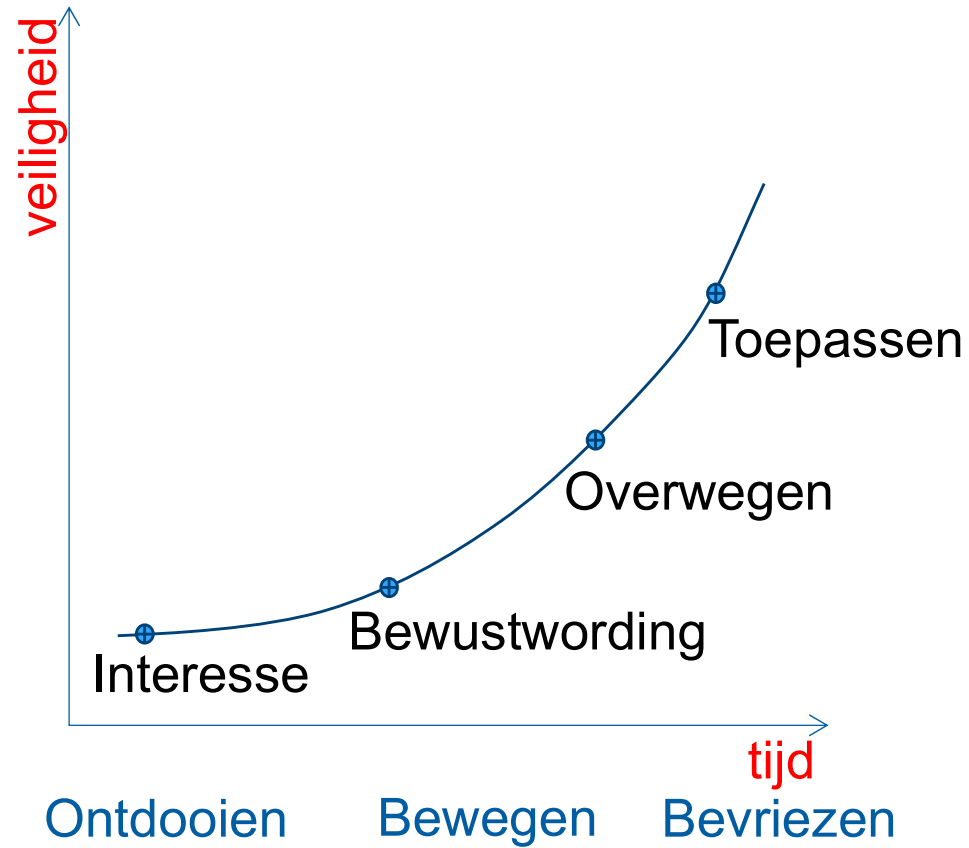 veiligheid
Toepassen
Overwegen
Bewustwording
Interesse
tijd
Ontdooien Bewegen Bevriezen